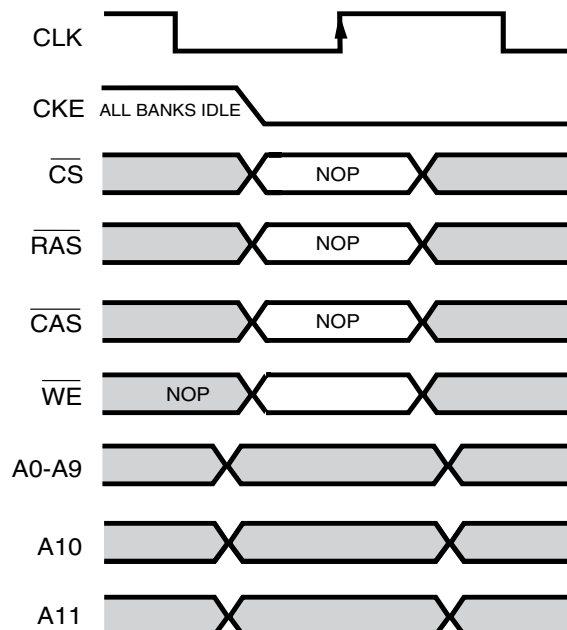 CLK
CKE ALL BANKS IDLE
CS NOP
RAS NOP
CAS NOP
WE NOP
A0-A9
A10
A11